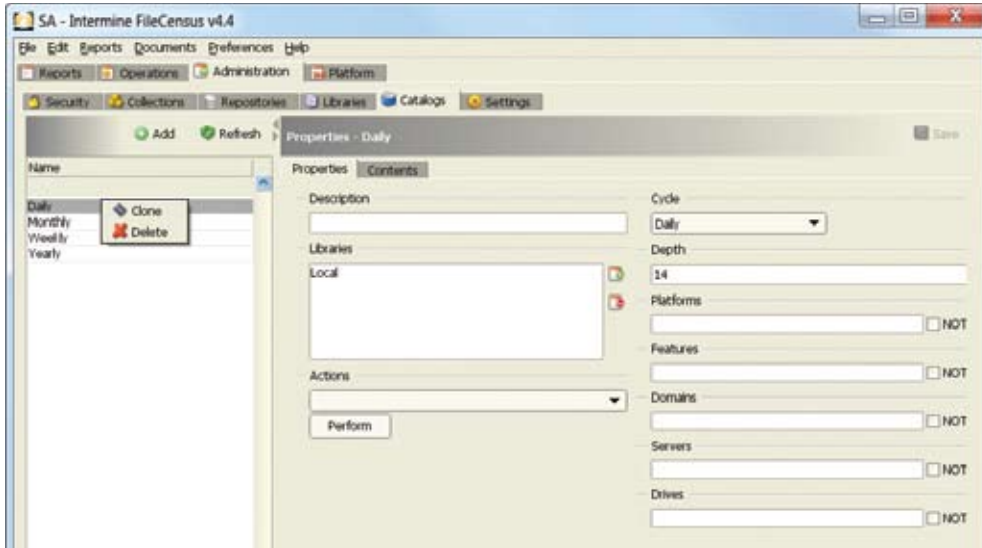 SA - Intermine FileCensus v4.4
File Edit Reports Documents Preferences Help
Reports Operations Administration Platform
Security Collections Repositories Libraries Catalogs Settings
Add Refresh Properties - Daily Save
Name
Daily
Monthly
Weekly
Yearly
Clone
Delete
Properties Contents
Description
Libraries
Local
Actions
Perform
Cycle
Daily
Depth
14
Platforms
NOT
Features
NOT
Domains
NOT
Servers
NOT
Drives
NOT